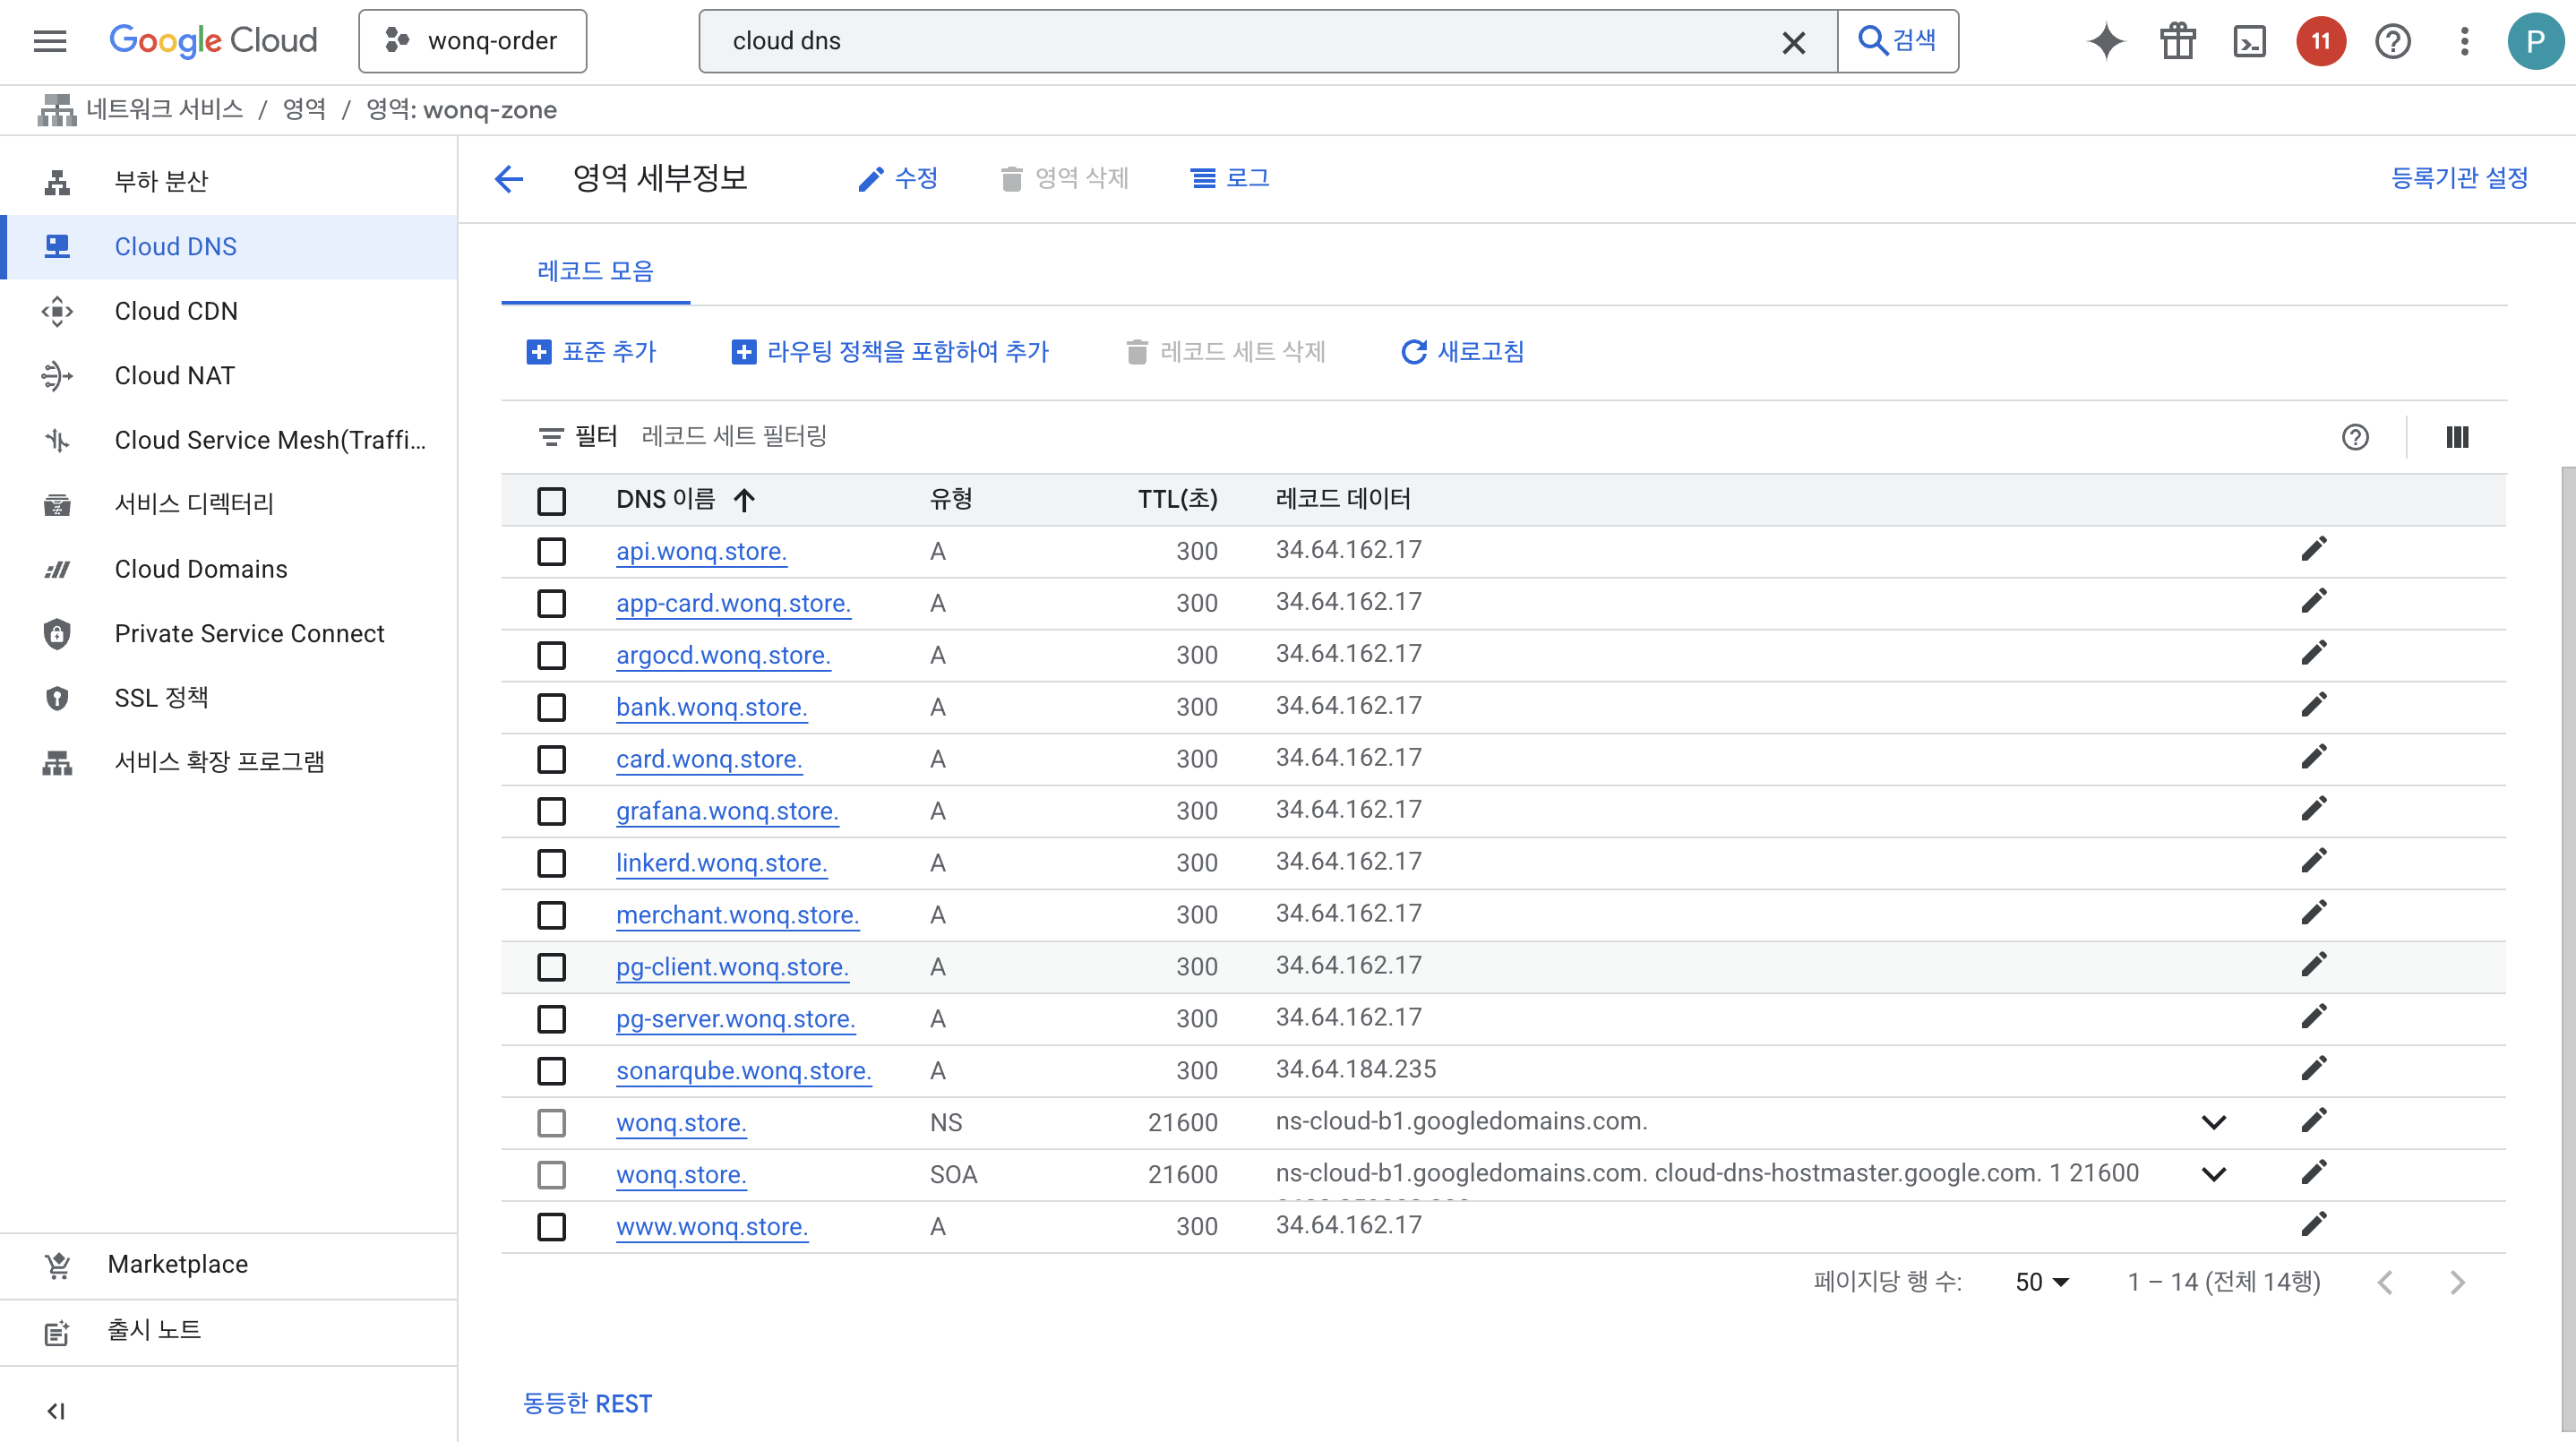 Google Cloud
wonq-order
cloud dns
검색
11
P
네트워크 서비스 / 영역 / 영역: wonq-zone
부하 분산
Cloud DNS
Cloud CDN
Cloud NAT
Cloud Service Mesh(Traffi...
서비스 디렉터리
Cloud Domains
Private Service Connect
SSL 정책
서비스 확장 프로그램
Marketplace
출시 노트
영역 세부정보
수정
영역 삭제
로그
등록기관 설정
레코드 모음
표준 추가
라우팅 정책을 포함하여 추가
레코드 세트 삭제
새로고침
필터 레코드 세트 필터링
DNS 이름 유형 TTL(초) 레코드 데이터
api.wonq.store. A 300 34.64.162.17
app-card.wonq.store. A 300 34.64.162.17
argocd.wonq.store. A 300 34.64.162.17
bank.wonq.store. A 300 34.64.162.17
card.wonq.store. A 300 34.64.162.17
grafana.wonq.store. A 300 34.64.162.17
linkerd.wonq.store. A 300 34.64.162.17
merchant.wonq.store. A 300 34.64.162.17
pg-client.wonq.store. A 300 34.64.162.17
pg-server.wonq.store. A 300 34.64.162.17
sonarqube.wonq.store. A 300 34.64.184.235
wonq.store. NS 21600 ns-cloud-b1.googledomains.com.
wonq.store. SOA 21600 ns-cloud-b1.googledomains.com. cloud-dns-hostmaster.google.com. 1 21600
www.wonq.store. A 300 34.64.162.17
페이지당 행 수: 50 1 – 14 (전체 14행)
동등한 REST